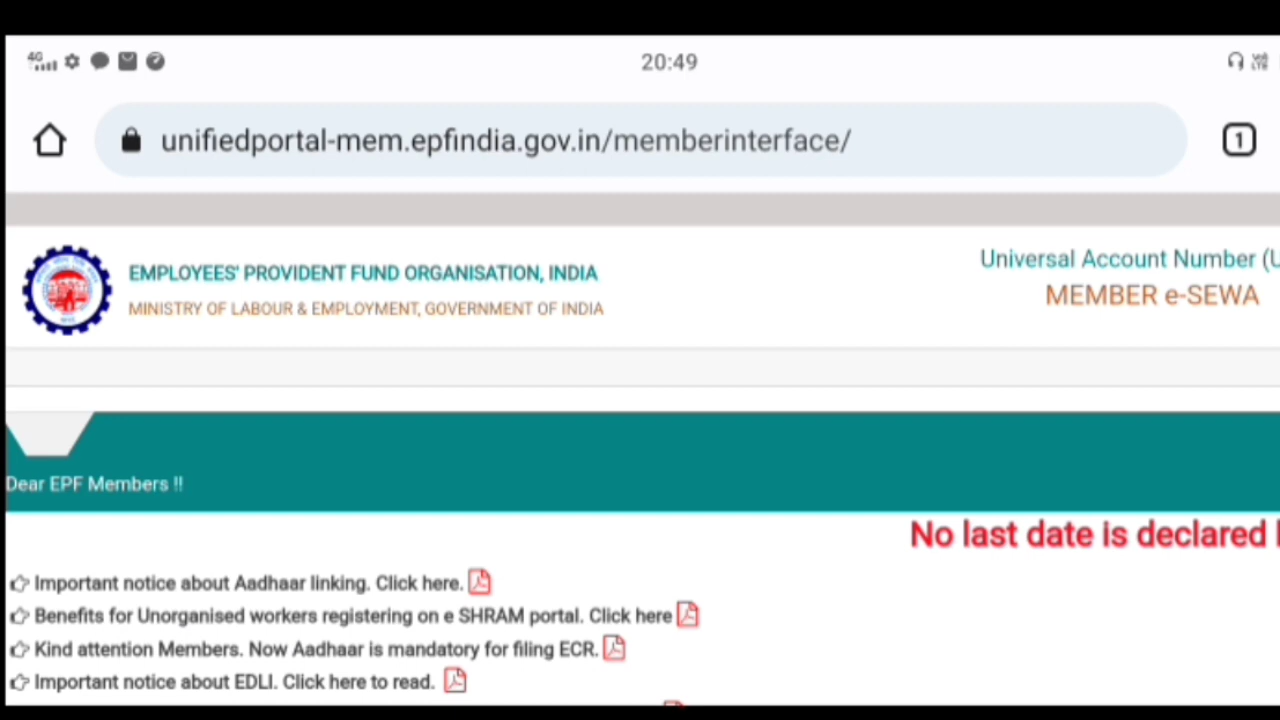 4G 20:49 VoLTE
unifiedportal-mem.epfindia.gov.in/memberinterface/ 1
EMPLOYEES' PROVIDENT FUND ORGANISATION, INDIA
MINISTRY OF LABOUR & EMPLOYMENT, GOVERNMENT OF INDIA
Universal Account Number (U
MEMBER e-SEWA
Dear EPF Members !!
No last date is declared
Important notice about Aadhaar linking. Click here.
Benefits for Unorganised workers registering on e SHRAM portal. Click here
Kind attention Members. Now Aadhaar is mandatory for filing ECR.
Important notice about EDLI. Click here to read.